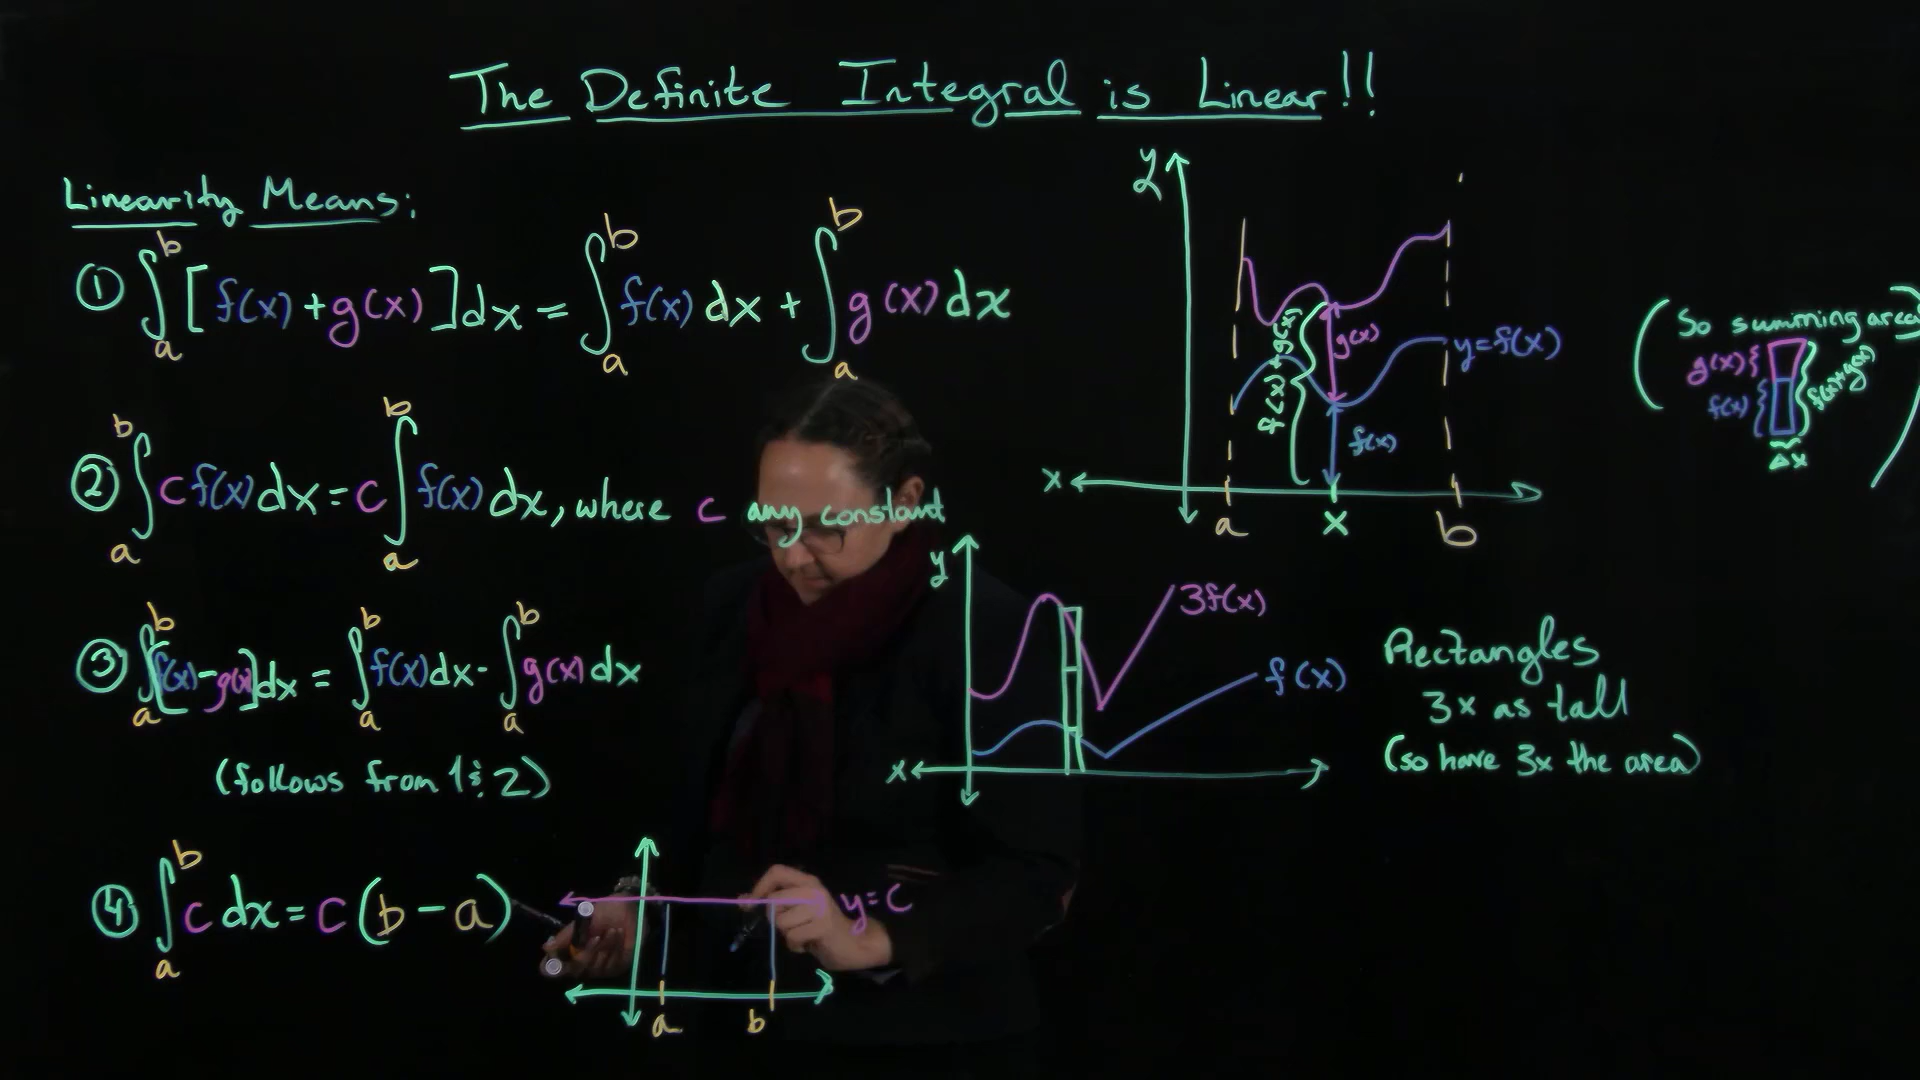 The Definite Integral is Linear!!
Linearity Means:
① ∫_a^b [f(x)+g(x)]dx = ∫_a^b f(x) dx + ∫_a^b g(x) dx
② ∫_a^b c f(x) dx = c ∫_a^b f(x) dx, where c any constant
③ ∫_a^b [f(x)-g(x)]dx = ∫_a^b f(x)dx - ∫_a^b g(x) dx
(follows from 1 & 2)
④ ∫_a^b c dx = c (b-a)
y
f(x)+g(x)
g(x)
y=f(x)
f(x)
x
a
x
b
(So summing area)
g(x)
f(x)
f(x)+g(x)
Δx
y
3f(x)
f(x)
x
Rectangles
3x as tall
(so have 3x the area)
y=c
a
b